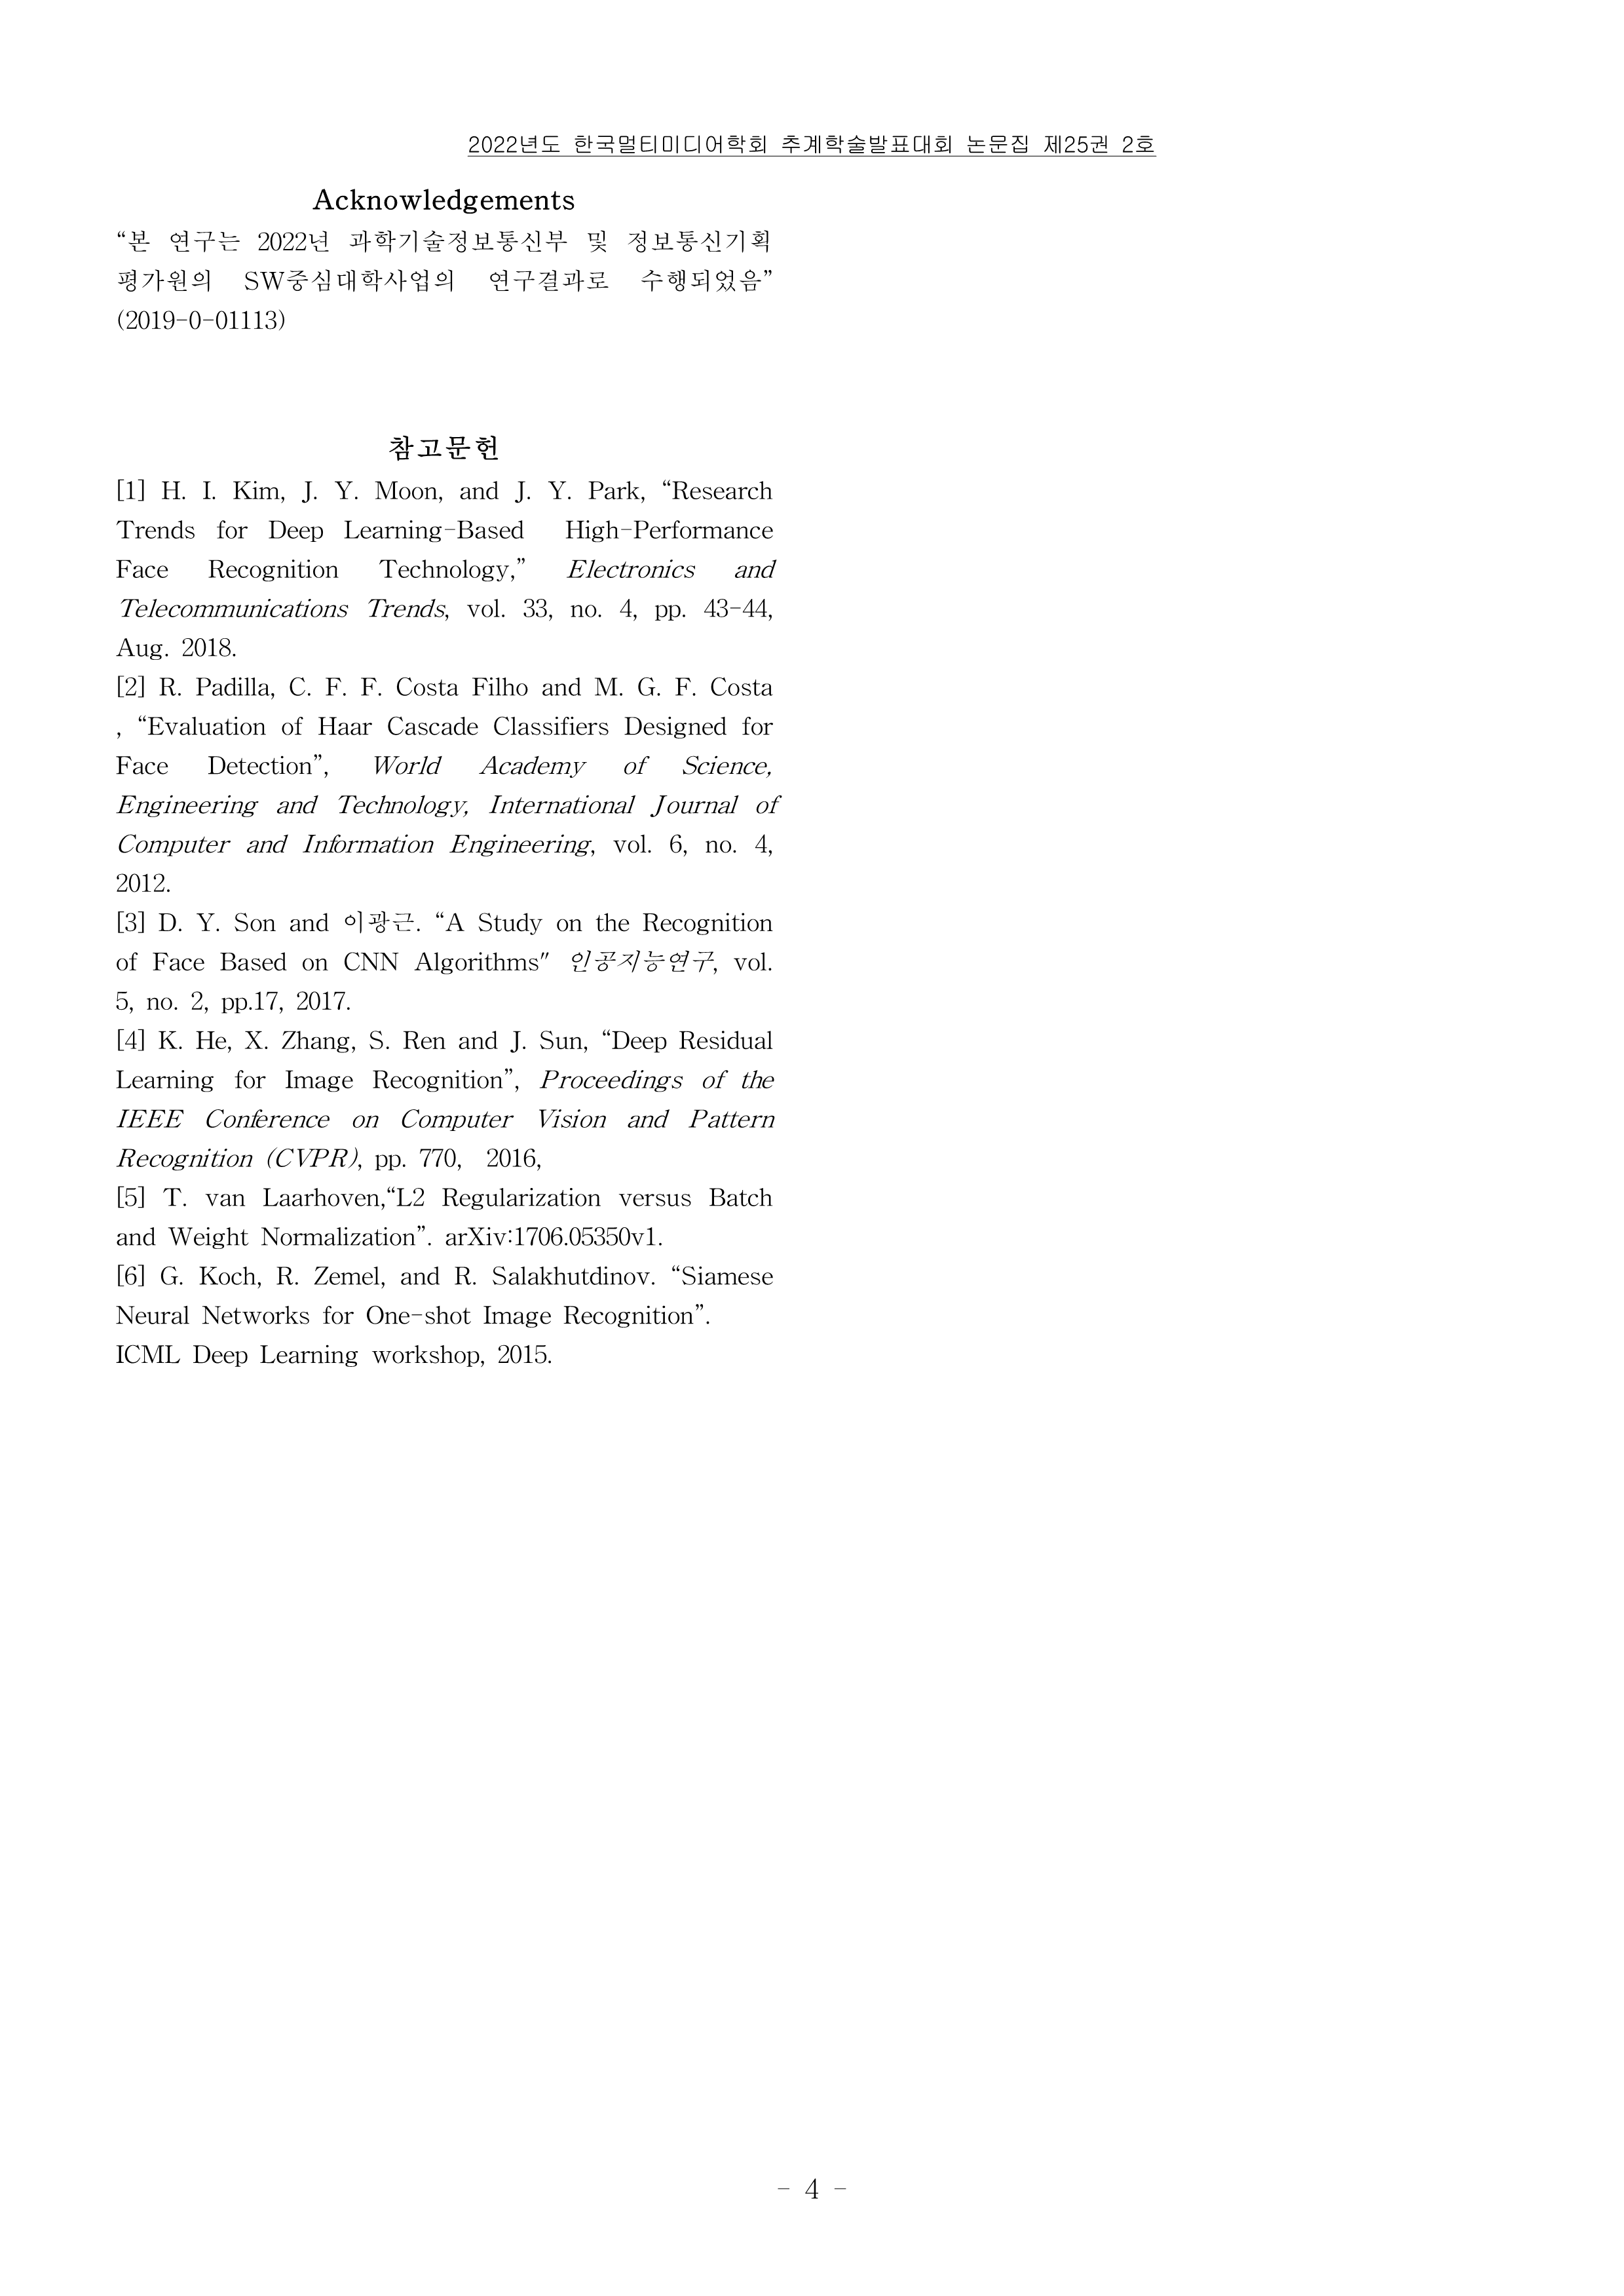 2022년도 한국멀티미디어학회 추계학술발표대회 논문집 제25권 2호
Acknowledgements
“본 연구는 2022년 과학기술정보통신부 및 정보통신기획
평가원의 SW중심대학사업의 연구결과로 수행되었음”
(2019-0-01113)
참고문헌
[1] H. I. Kim, J. Y. Moon, and J. Y. Park, “Research
Trends for Deep Learning-Based High-Performance
Face Recognition Technology,” Electronics and
Telecommunications Trends, vol. 33, no. 4, pp. 43-44,
Aug. 2018.
[2] R. Padilla, C. F. F. Costa Filho and M. G. F. Costa
, “Evaluation of Haar Cascade Classifiers Designed for
Face Detection”, World Academy of Science,
Engineering and Technology, International Journal of
Computer and Information Engineering, vol. 6, no. 4,
2012.
[3] D. Y. Son and 이광근. “A Study on the Recognition
of Face Based on CNN Algorithms" 인공지능연구, vol.
5, no. 2, pp.17, 2017.
[4] K. He, X. Zhang, S. Ren and J. Sun, “Deep Residual
Learning for Image Recognition”, Proceedings of the
IEEE Conference on Computer Vision and Pattern
Recognition (CVPR), pp. 770, 2016,
[5] T. van Laarhoven,“L2 Regularization versus Batch
and Weight Normalization”. arXiv:1706.05350v1.
[6] G. Koch, R. Zemel, and R. Salakhutdinov. “Siamese
Neural Networks for One-shot Image Recognition”.
ICML Deep Learning workshop, 2015.
- 4 -